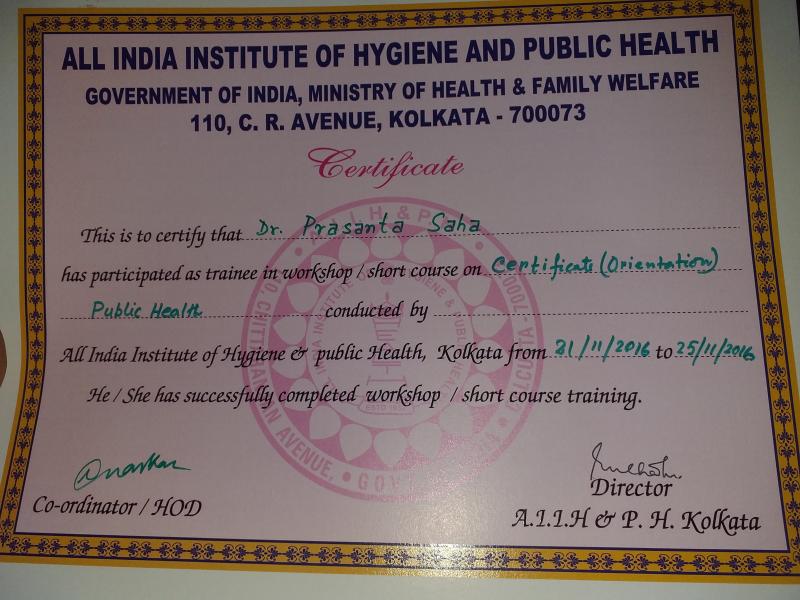 ALL INDIA INSTITUTE OF HYGIENE AND PUBLIC HEALTH
GOVERNMENT OF INDIA, MINISTRY OF HEALTH & FAMILY WELFARE
110, C. R. AVENUE, KOLKATA - 700073
Certificate
This is to certify that Dr. Prasanta Saha
has participated as trainee in workshop / short course on Certificate (Orientation)
Public Health conducted by
All India Institute of Hygiene & public Health, Kolkata from 21/11/2016 to 25/11/2016
He / She has successfully completed workshop / short course training.
Co-ordinator / HOD
Director
A.I.I.H & P. H. Kolkata